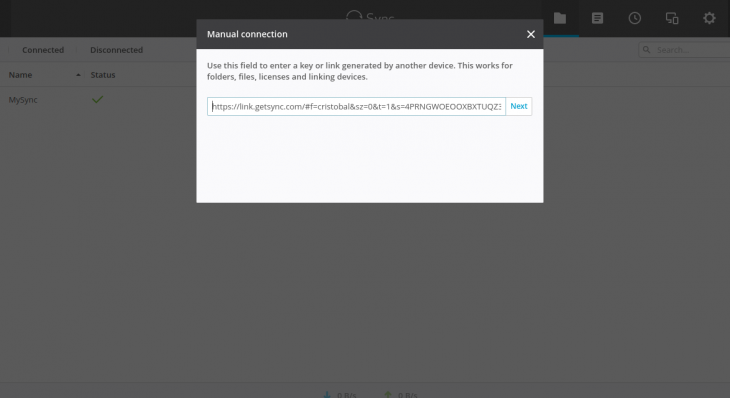 Sync
Manual connection
Connected
Disconnected
Search...
Use this field to enter a key or link generated by another device. This works for
folders, files, licenses and linking devices.
Name
Status
MySync
https://link.getsync.com/#f=cristobal&sz=0&t=1&s=4PRNGWOEOOXBXTUQZ
Next
0 B/s
0 B/s